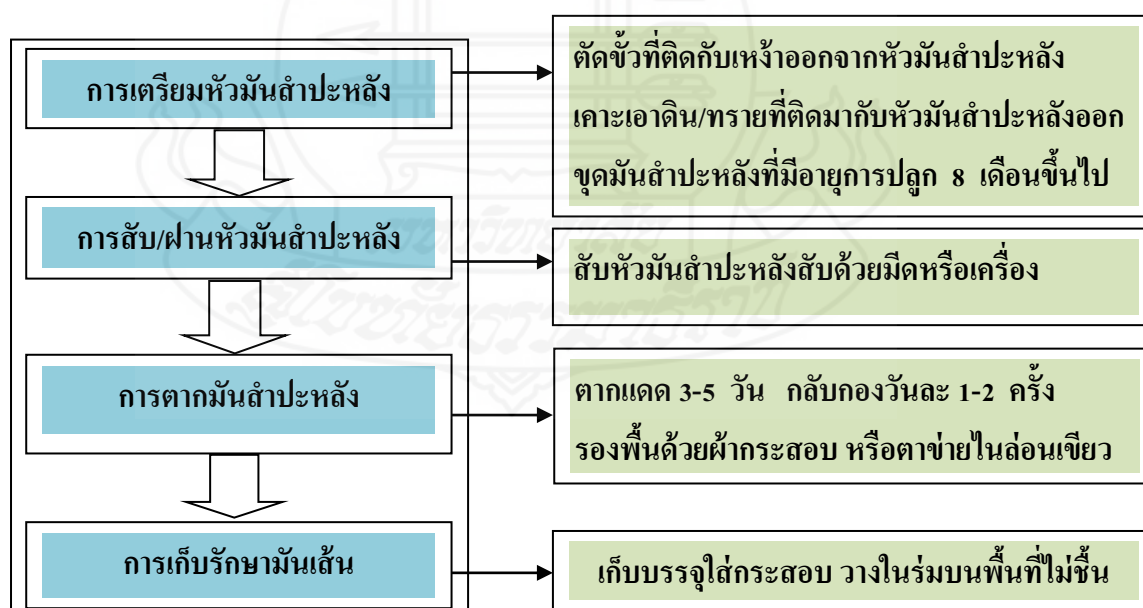 การเตรียมหัวมันสำปะหลัง
ตัดขั้วที่ติดกับเหง้าออกจากหัวมันสำปะหลัง
เคาะเอาดิน/ทรายที่ติดมากับหัวมันสำปะหลังออก
ขุดมันสำปะหลังที่มีอายุการปลูก 8 เดือนขึ้นไป
การสับ/ฝานหัวมันสำปะหลัง
สับหัวมันสำปะหลังสับด้วยมีดหรือเครื่อง
การตากมันสำปะหลัง
ตากแดด 3-5 วัน กลับกองวันละ 1-2 ครั้ง
รองพื้นด้วยผ้ากระสอบ หรือตาข่ายไนล่อนเขียว
การเก็บรักษามันเส้น
เก็บบรรจุใส่กระสอบ วางในร่มบนพื้นที่ไม่ชื้น